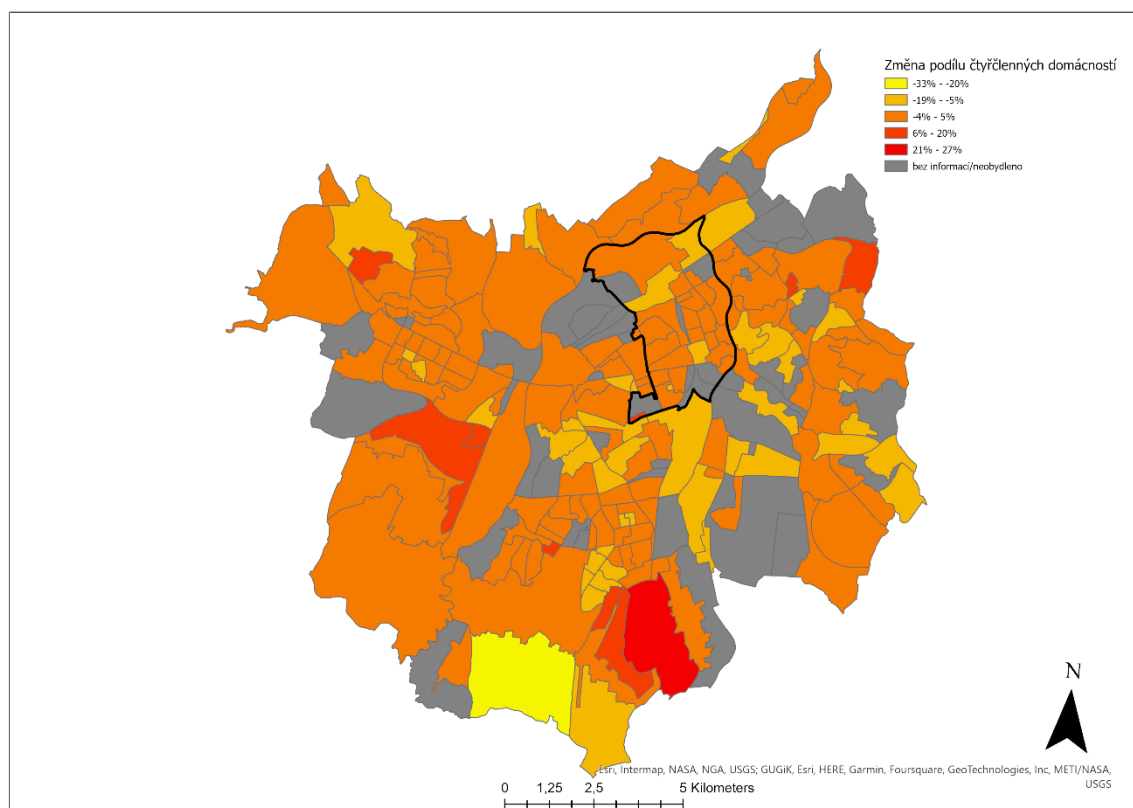 Změna podílu čtyřčlenných domácností
-33% - -20%
-19% - -5%
-4% - 5%
6% - 20%
21% - 27%
bez informací/neobydleno
N
Esri, Intermap, NASA, NGA, USGS; GUGiK, Esri, HERE, Garmin, Foursquare, GeoTechnologies, Inc, METI/NASA,
USGS
0 1,25 2,5 5 Kilometers